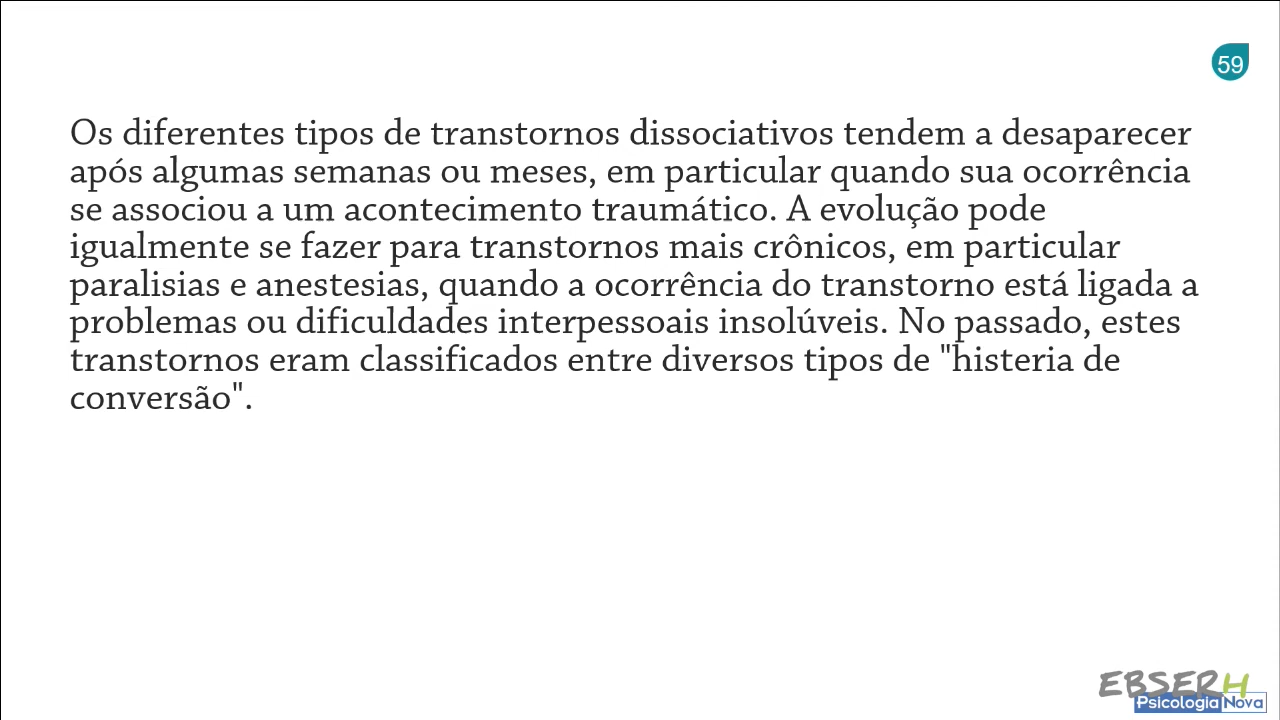 59
Os diferentes tipos de transtornos dissociativos tendem a desaparecer
após algumas semanas ou meses, em particular quando sua ocorrência
se associou a um acontecimento traumático. A evolução pode
igualmente se fazer para transtornos mais crônicos, em particular
paralisias e anestesias, quando a ocorrência do transtorno está ligada a
problemas ou dificuldades interpessoais insolúveis. No passado, estes
transtornos eram classificados entre diversos tipos de "histeria de
conversão".
EBSERH
Psicologia Nova